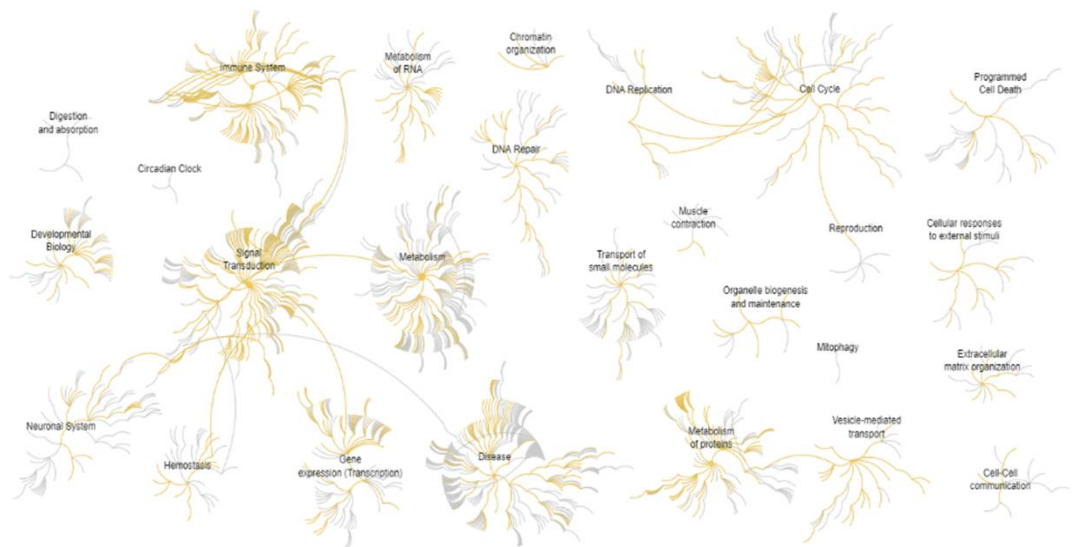 Immune System
Metabolism
of RNA
Chromatin
organization
DNA Replication
Cell Cycle
Programmed
Cell Death
Digestion
and absorption
Circadian Clock
DNA Repair
Developmental
Biology
Signal
Transduction
Metabolism
Transport of
small molecules
Muscle
contraction
Reproduction
Cellular responses
to external stimuli
Organelle biogenesis
and maintenance
Mitophagy
Extracellular
matrix organization
Neuronal System
Hemostasis
Gene
expression (Transcription)
Disease
Metabolism
of proteins
Vesicle-mediated
transport
Cell-Cell
communication